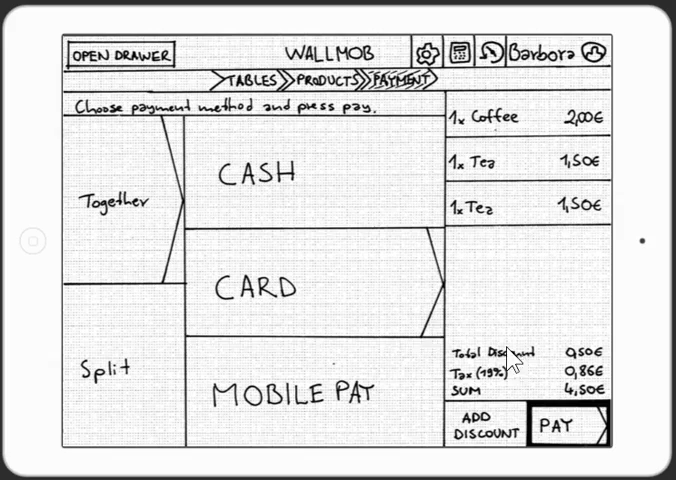 OPEN DRAWER
WALLMOB
Barbora
TABLES
PRODUCTS
PAYMENT
Choose payment method and press pay.
Together
Split
CASH
CARD
MOBILE PAY
1x Coffee 2,00€
1x Tea 1,50€
1x Tea 1,50€
Total Discount 0,50€
Tax (19%) 0,86€
SUM 4,50€
ADD
DISCOUNT
PAY